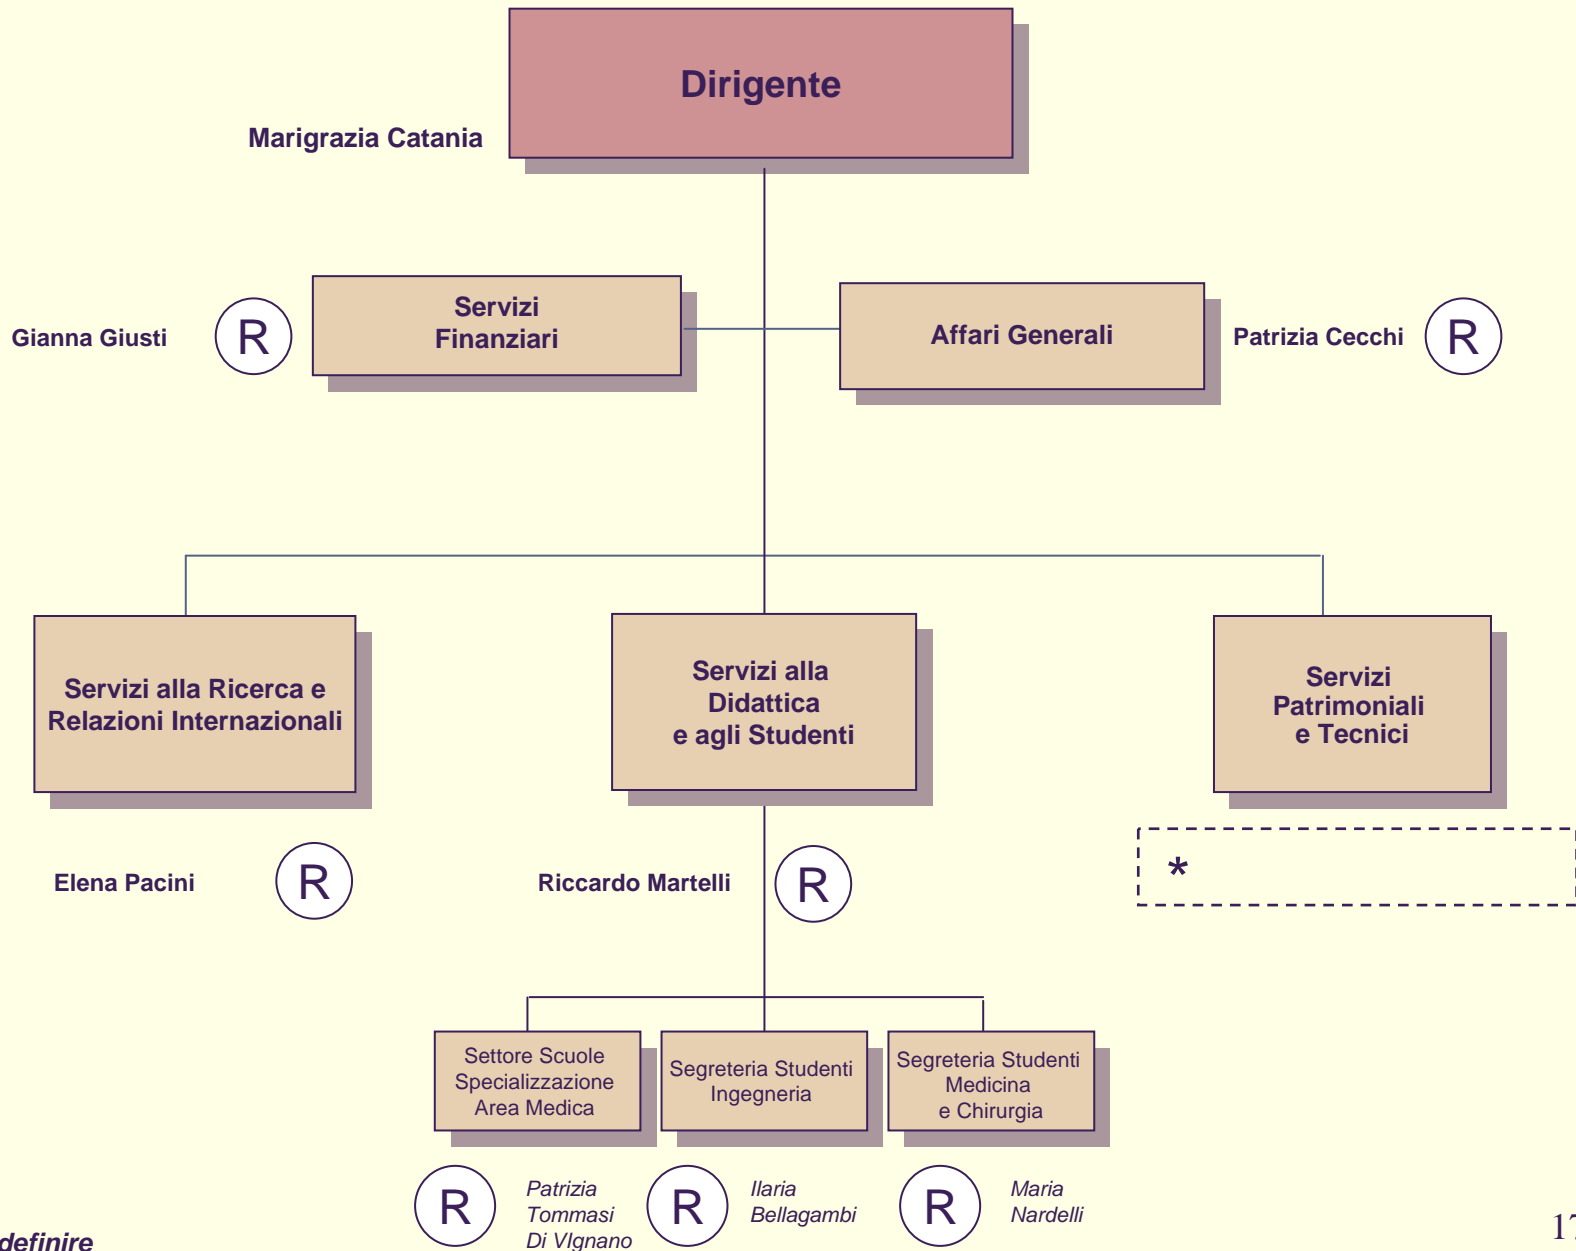 Dirigente
Marigrazia Catania
Servizi
Finanziari
Gianna Giusti
R
Affari Generali
Patrizia Cecchi
R
Servizi alla Ricerca e
Relazioni Internazionali
Elena Pacini
R
Servizi alla
Didattica
e agli Studenti
Riccardo Martelli
R
Servizi
Patrimoniali
e Tecnici
*
Settore Scuole
Specializzazione
Area Medica
R
Patrizia
Tommasi
Di VIgnano
Segreteria Studenti
Ingegneria
R
Ilaria
Bellagambi
Segreteria Studenti
Medicina
e Chirurgia
R
Maria
Nardelli
definire
17